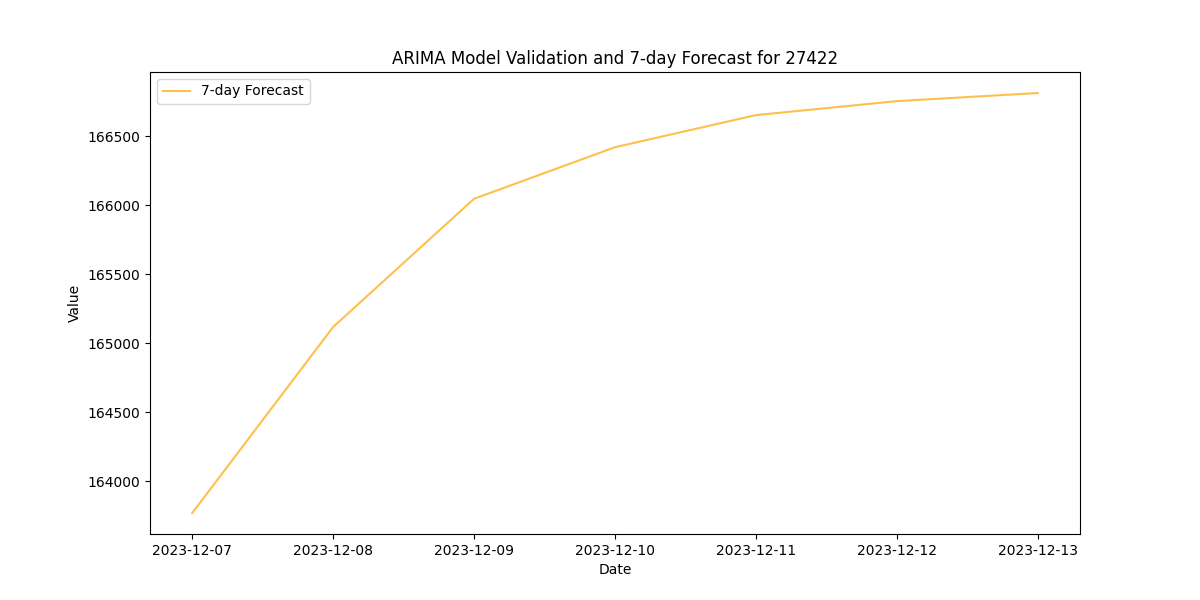 ARIMA Model Validation and 7-day Forecast for 27422
7-day Forecast
166500
166000
165500
165000
164500
164000
Value
2023-12-07 2023-12-08 2023-12-09 2023-12-10 2023-12-11 2023-12-12 2023-12-13
Date